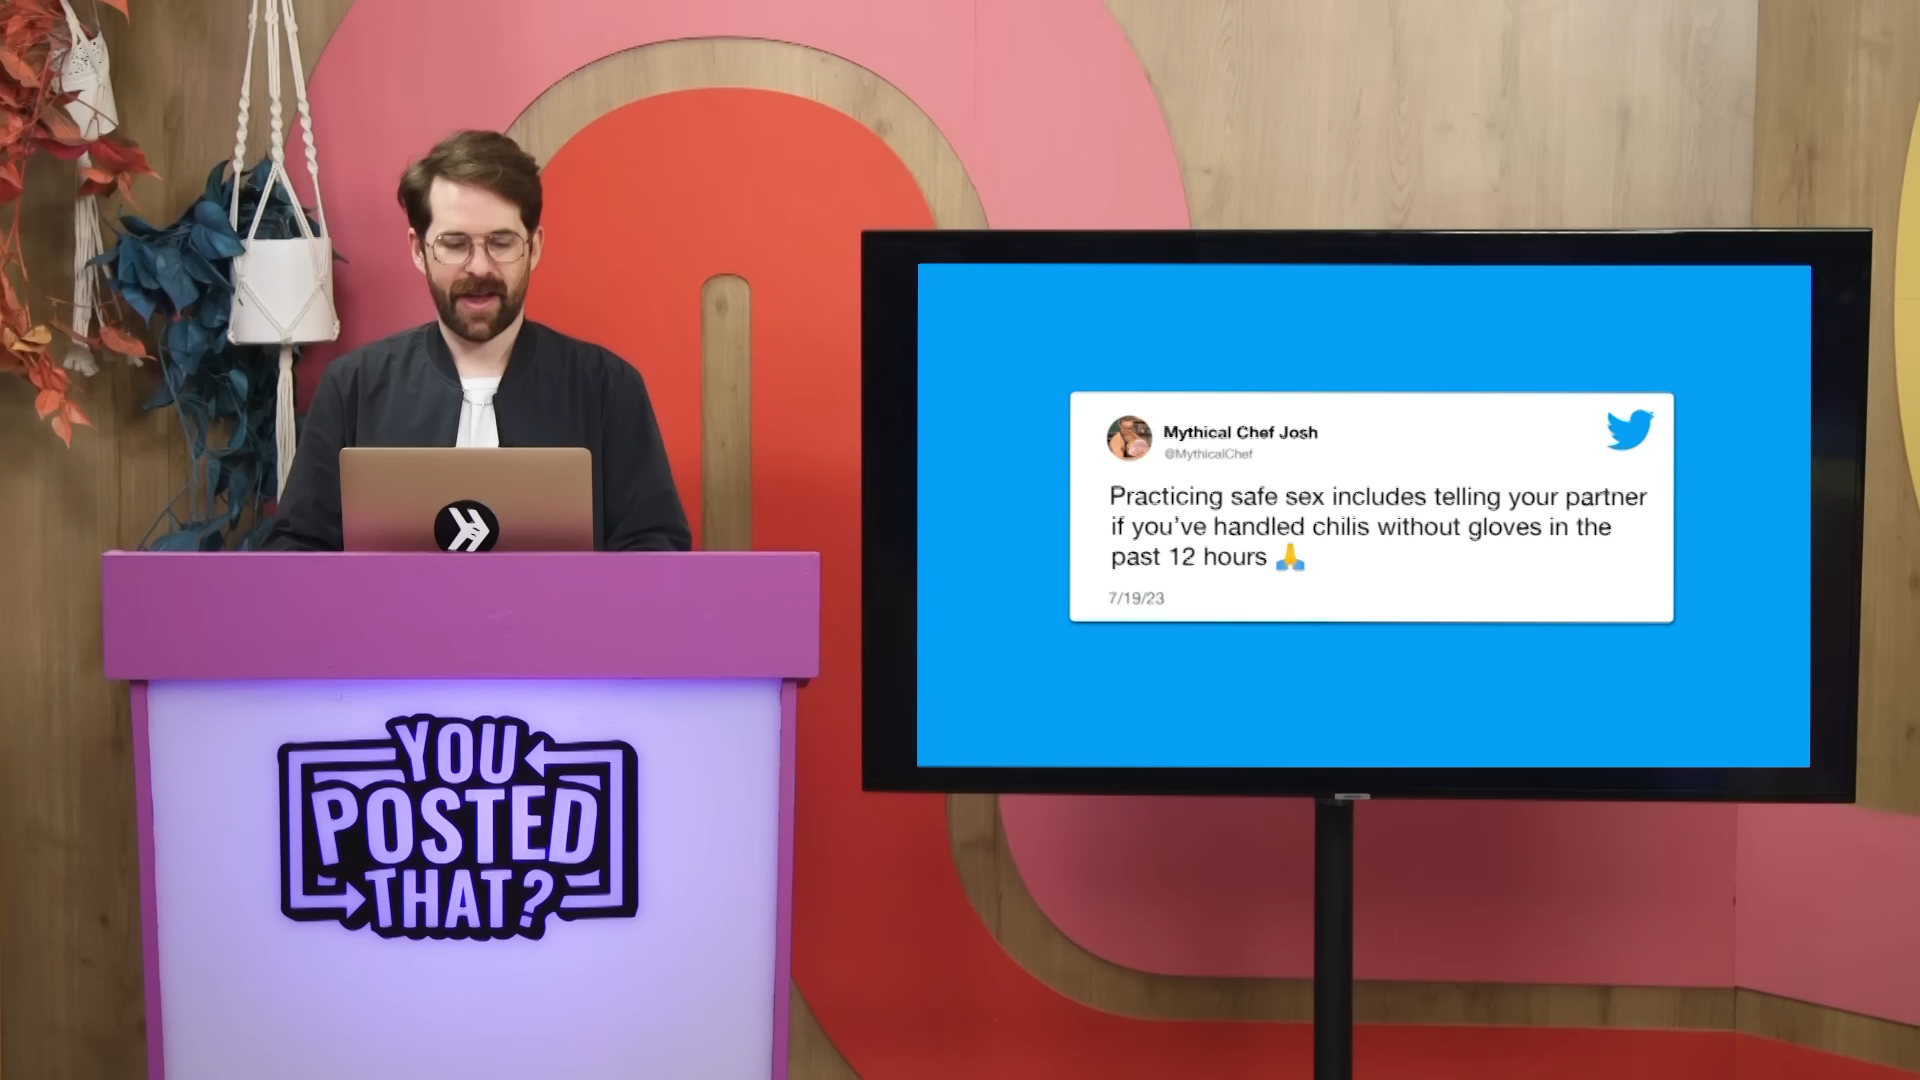 Mythical Chef Josh
@MythicalChef
Practicing safe sex includes telling your partner
if you've handled chilis without gloves in the
past 12 hours 🙏
7/19/23
YOU
POSTED
THAT?